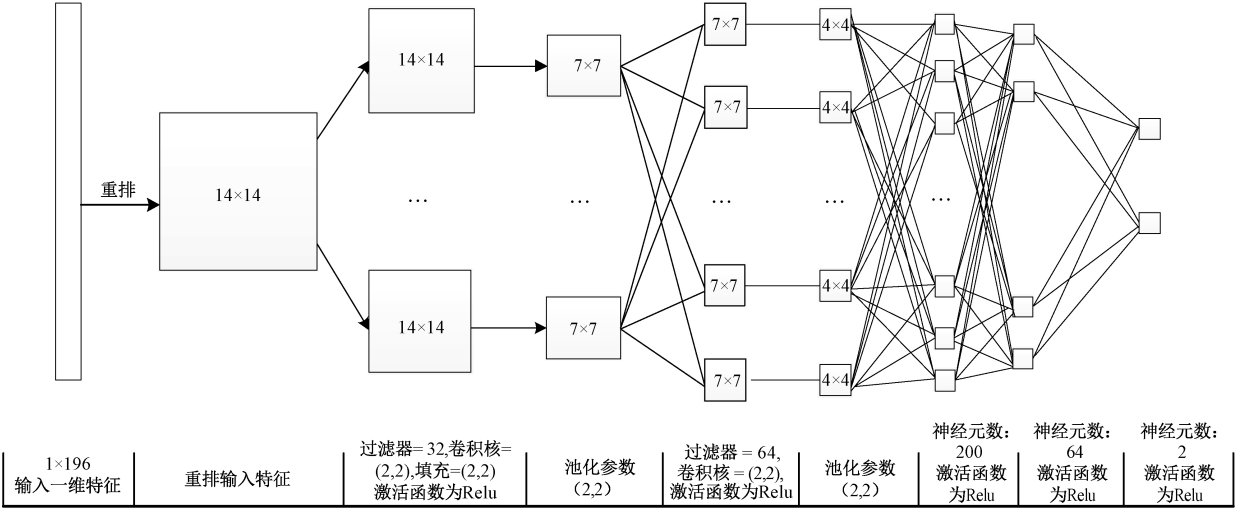 重排
14×14
14×14
14×14
7×7
7×7
7×7
7×7
7×7
7×7
4×4
4×4
4×4
4×4
…
…
…
…
…
1×196
输入一维特征
重排输入特征
过滤器= 32,卷积核=
(2,2),填充=(2,2)
激活函数为Relu
池化参数
（2,2）
过滤器 = 64,
卷积核 = (2,2),
激活函数为Relu
池化参数
（2,2）
神经元数：
200
激活函数
为Relu
神经元数：
64
激活函数
为Relu
神经元数：
2
激活函数
为Relu